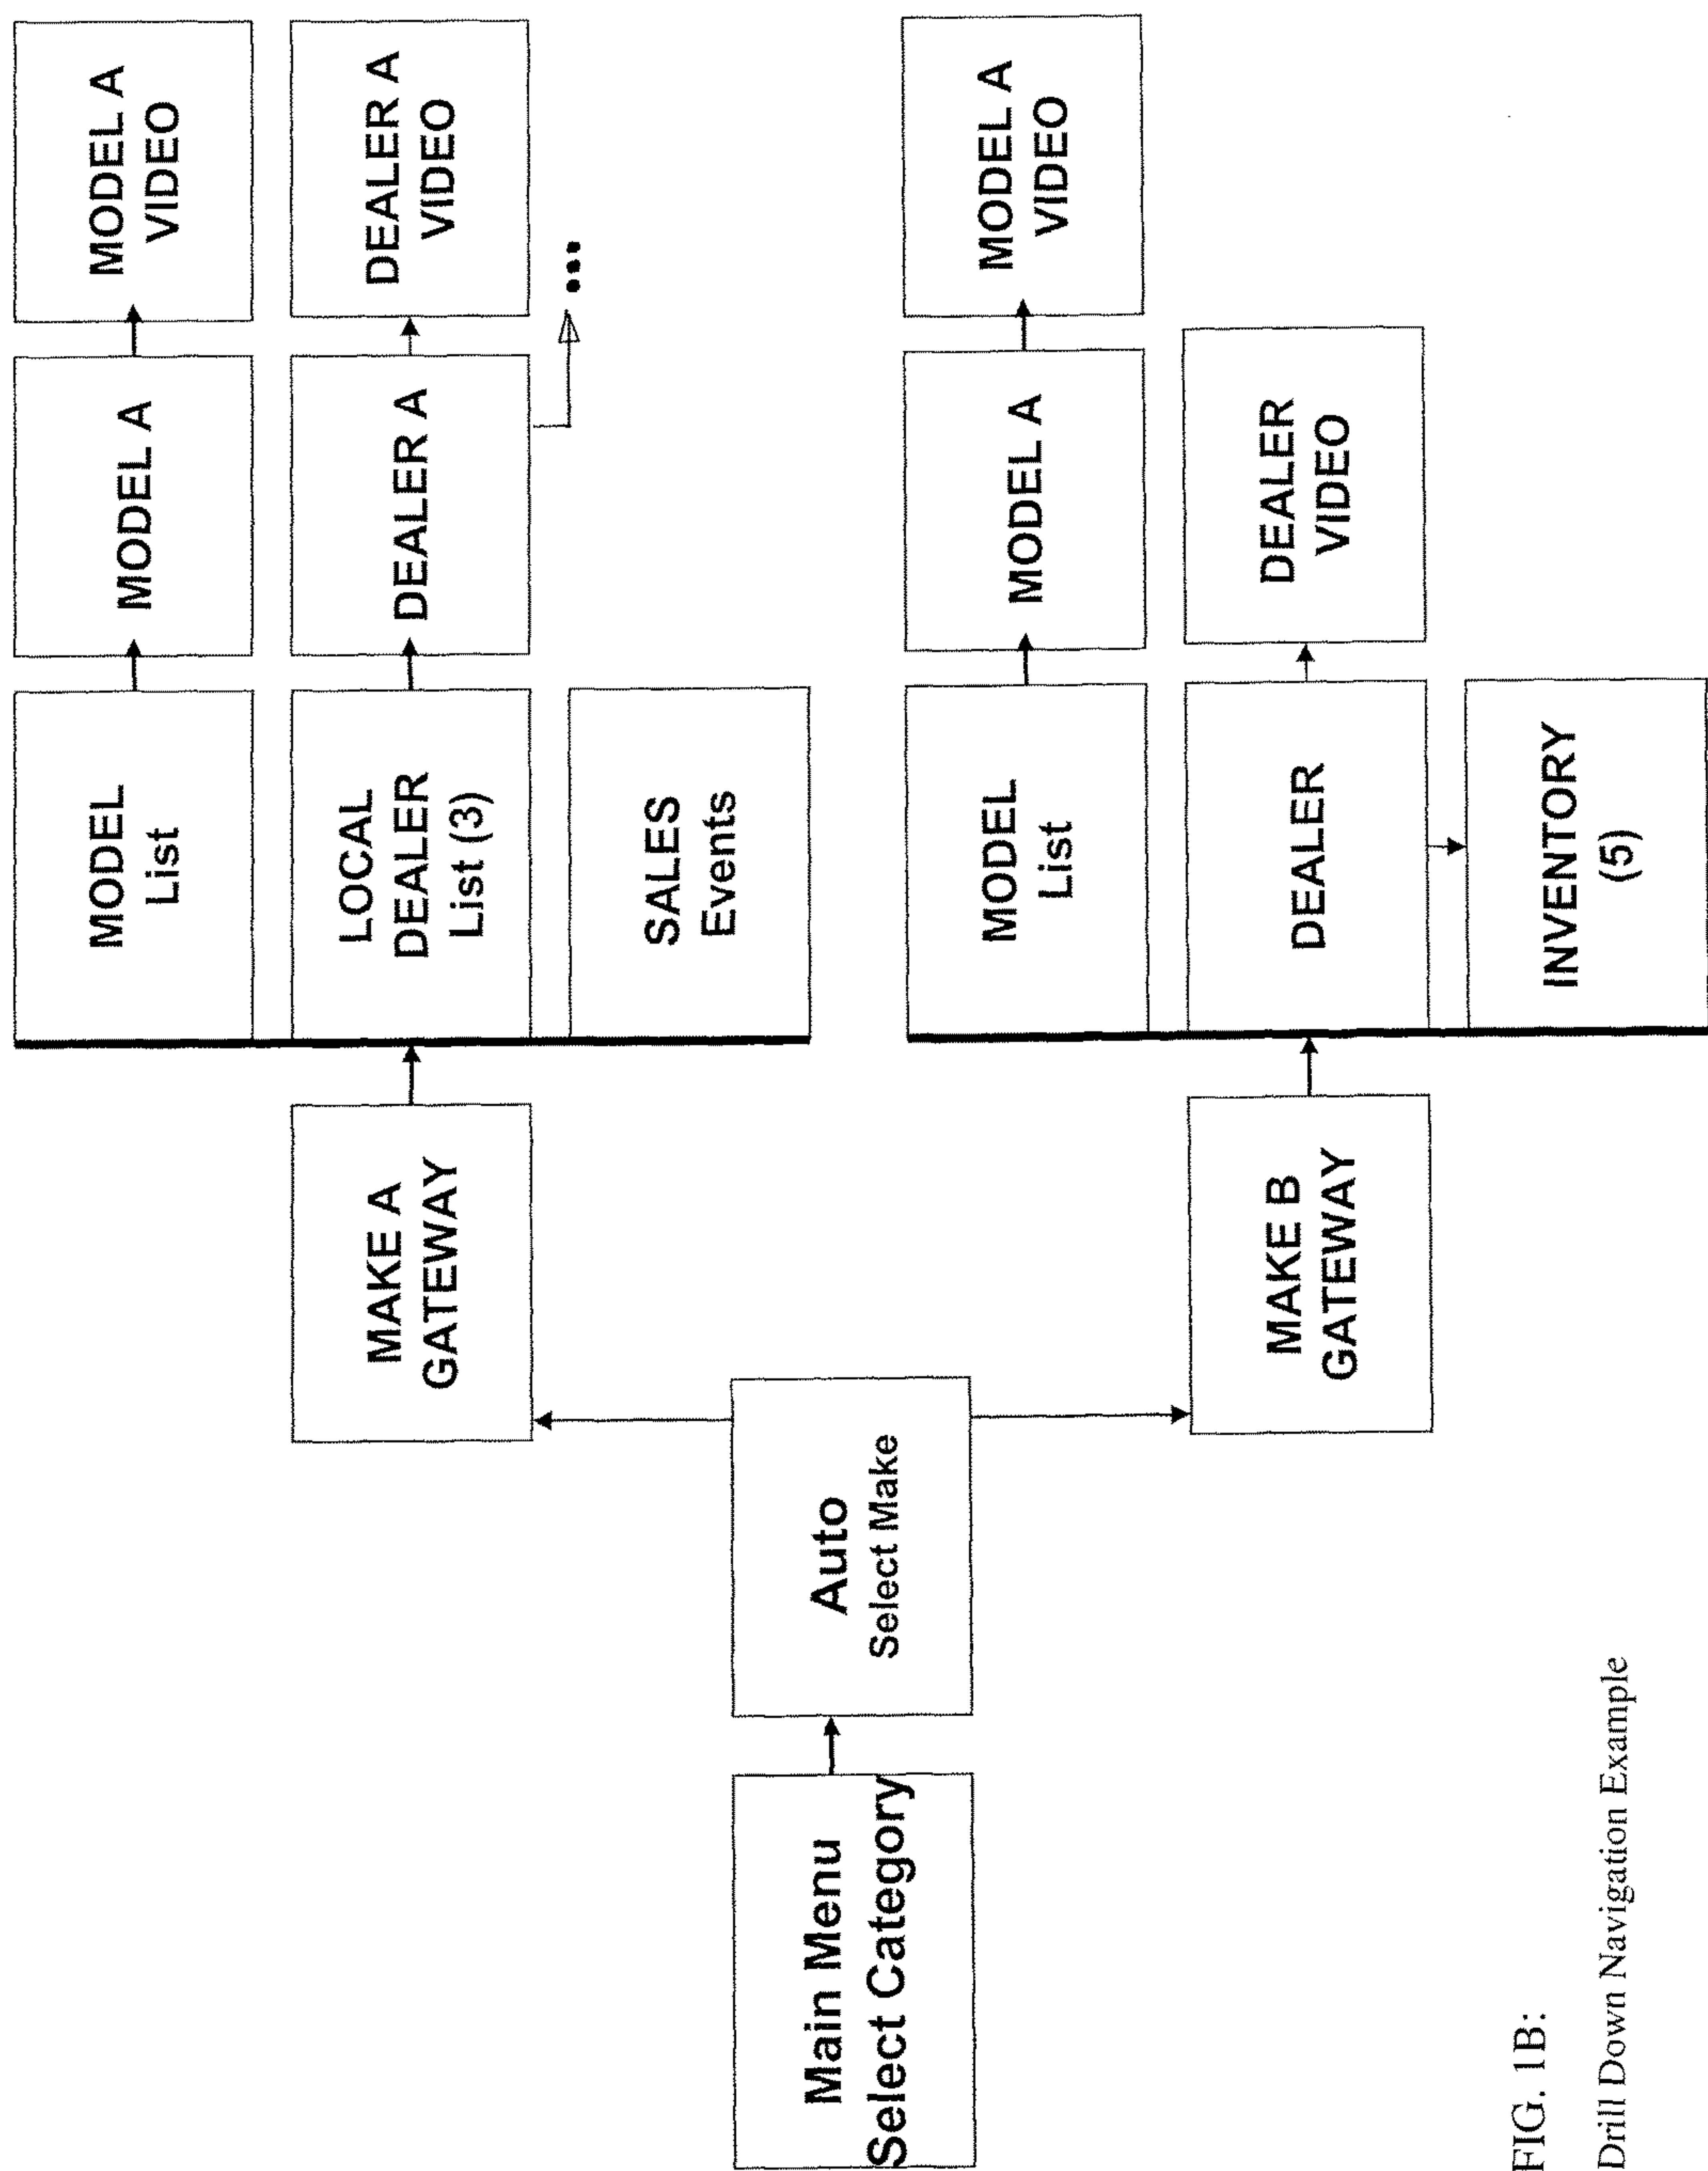 MODEL
List
MODEL A
MODEL A
VIDEO
LOCAL
DEALER
List (3)
DEALER A
DEALER A
VIDEO
...
SALES
Events
MAKE A
GATEWAY
Main Menu
Select Category
Auto
Select Make
MODEL
List
MODEL A
MODEL A
VIDEO
MAKE B
GATEWAY
DEALER
DEALER
VIDEO
INVENTORY
(5)
FIG. 1B:
Drill Down Navigation Example